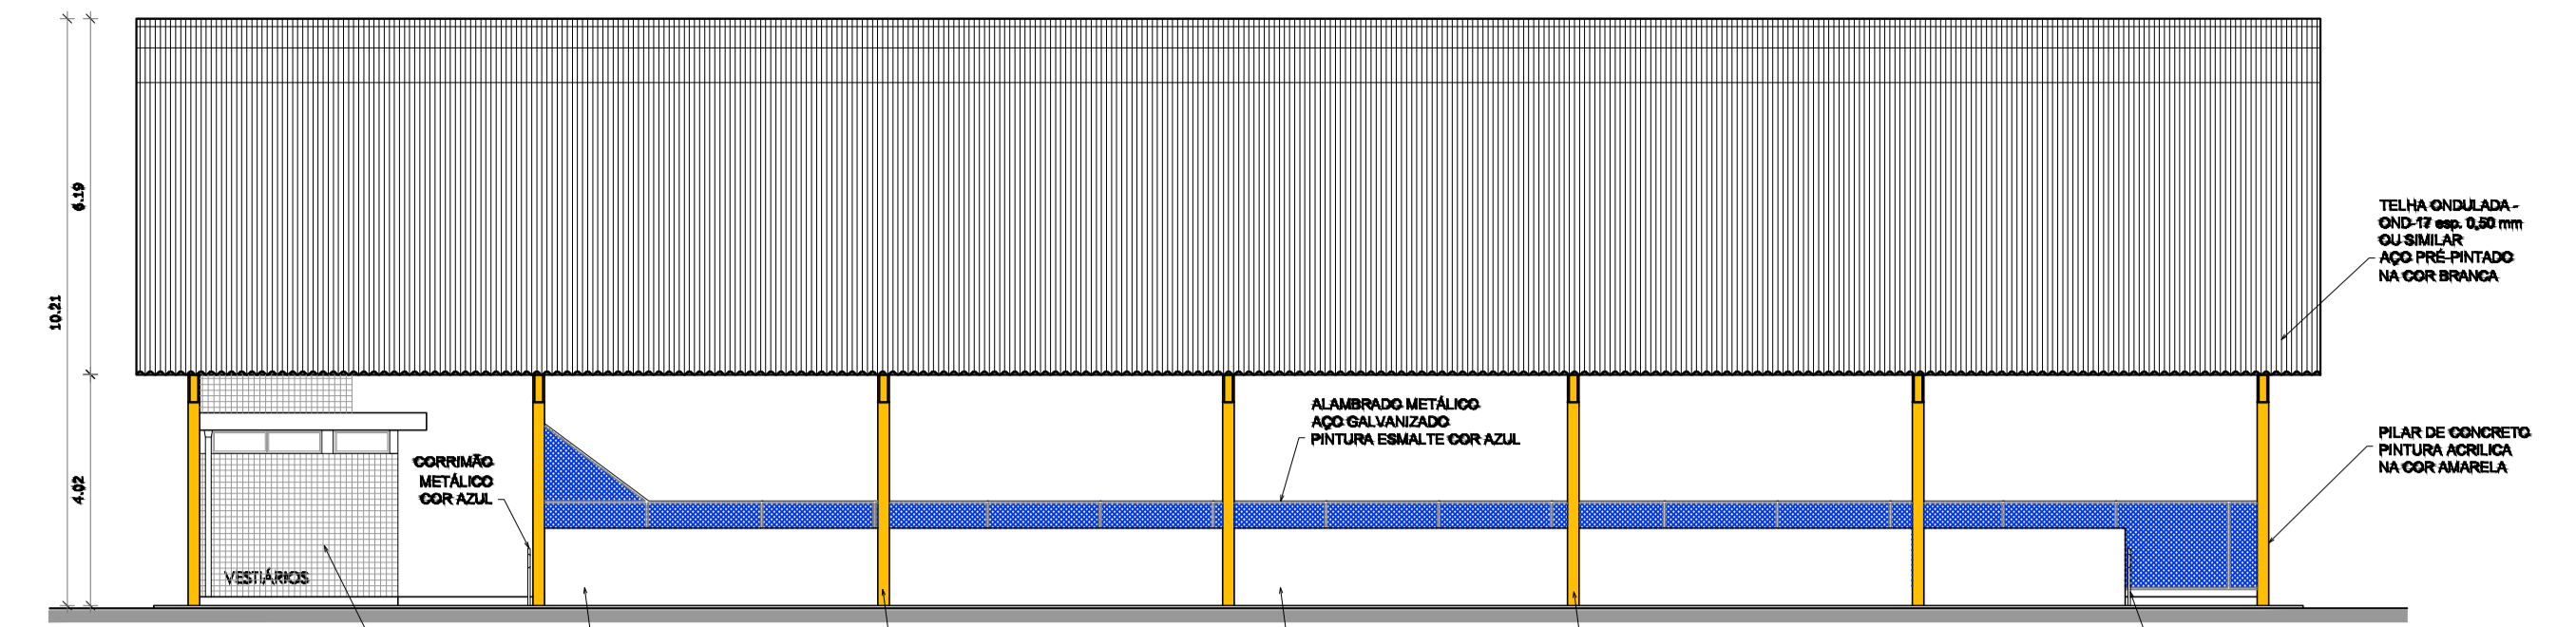 6.19
10.21
4.02
TELHA ONDULADA -
OND-17 esp. 0,50 mm
OU SIMILAR
AÇO PRÉ-PINTADO
NA COR BRANCA
ALAMBRADO METÁLICO
AÇO GALVANIZADO
PINTURA ESMALTE COR AZUL
PILAR DE CONCRETO
PINTURA ACRILICA
NA COR AMARELA
CORRIMÃO
METÁLICO
COR AZUL
VESTIÁRIOS